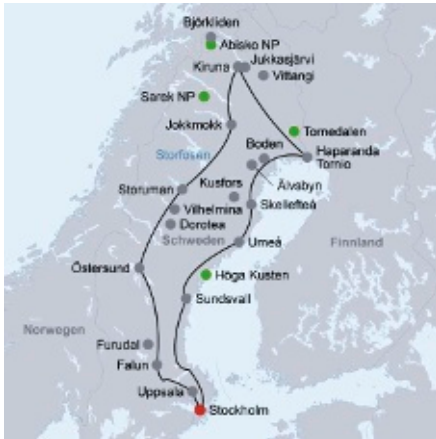 Björkliden
Abisko NP
Jukkasjärvi
Kiruna
Vittangi
Sarek NP
Tornedalen
Jokkmokk
Boden
Haparanda
Tornio
Storfosen
Älvsbyn
Kusfors
Storuman
Skellefteå
Vilhelmina
Dorotea
Schweden
Umeå
Finnland
Östersund
Höga Kusten
Sundsvall
Norwegen
Furudal
Falun
Uppsala
Stockholm